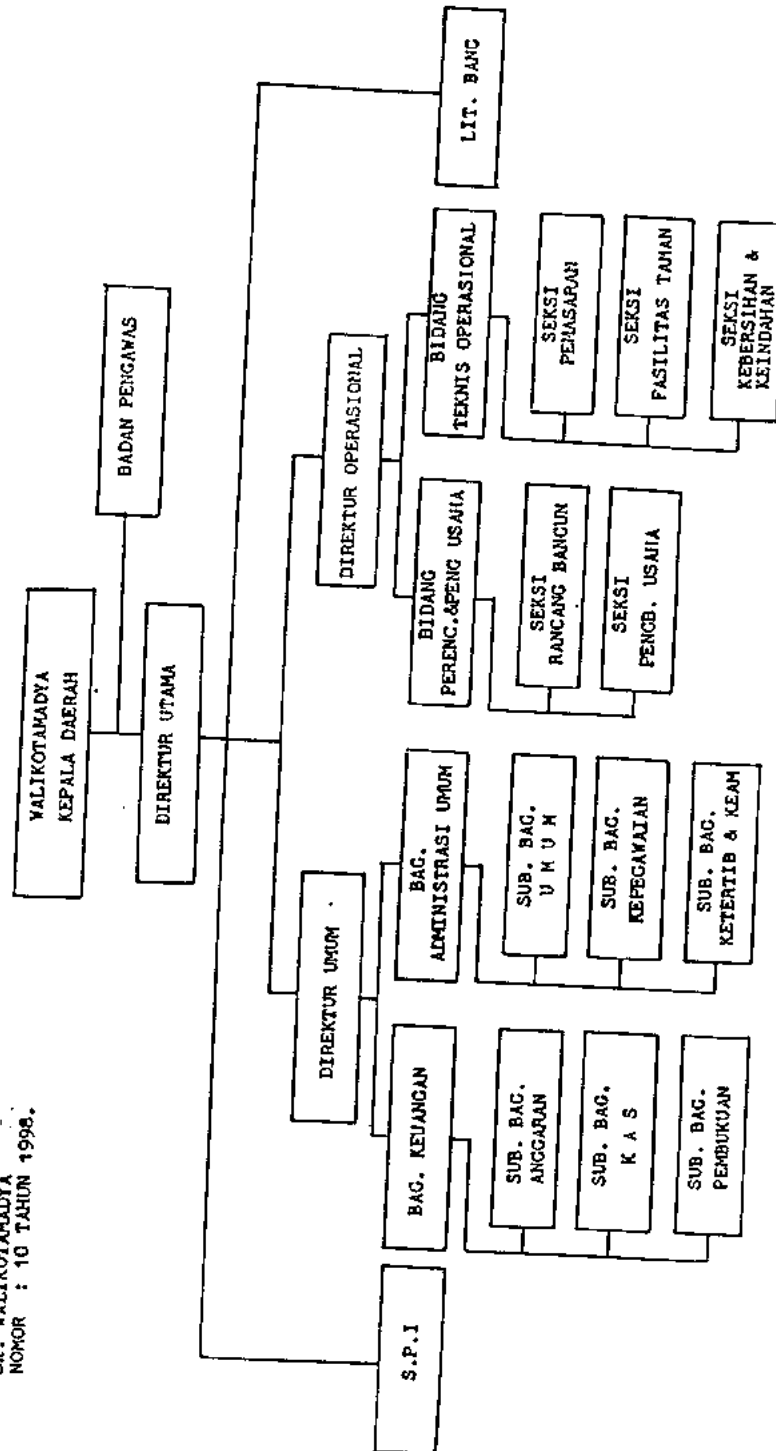 SK. WALIKOTAMADYA
NOMOR : 10 TAHUN 1998.
WALIKOTAMADYA
KEPALA DAERAH
BADAN PENGAWAS
DIREKTUR UTAMA
S.P.I
LIT. BANG
DIREKTUR UMUM
DIREKTUR OPERASIONAL
BAG. KEUANGAN
BAG.
ADMINISTRASI UMUM
BIDANG
PERENC.&PENG USAHA
BIDANG
TEKNIS OPERASIONAL
SUB. BAG.
ANGGARAN
SUB. BAG.
K A S
SUB. BAG.
PEMBUKUAN
SUB. BAG.
U M U M
SUB. BAG.
KEPEGAWAIAN
SUB. BAG.
KETERTIB & KEAM
SEKSI
RANCANG BANGUN
SEKSI
PENGB. USAHA
SEKSI
PEMASARAN
SEKSI
FASILITAS TAMAN
SEKSI
KEBERSIHAN &
KEINDAHAN